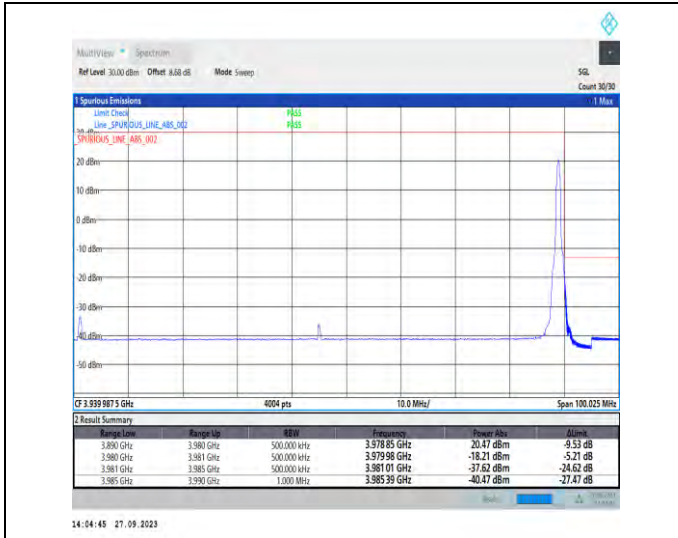 MultiView Spectrum
Ref Level 30.00 dBm Offset 8.68 dB Mode Sweep SGL
Count 30/30
1 Spurious Emissions 1 Max
Limit Check PASS
Line _SPURIOUS_LINE_ABS_002 PASS
_SPURIOUS_LINE_ABS_002
20 dBm
10 dBm
0 dBm
-10 dBm
-20 dBm
-30 dBm
-40 dBm
-50 dBm
CF 3.939 987 5 GHz 4004 pts 10.0 MHz/ Span 100.025 MHz
2 Result Summary
Range Low Range Up RBW Frequency Power Abs ΔLimit
3.890 GHz 3.980 GHz 500.000 kHz 3.978 85 GHz 20.47 dBm -9.53 dB
3.980 GHz 3.981 GHz 500.000 kHz 3.979 98 GHz -18.21 dBm -5.21 dB
3.981 GHz 3.985 GHz 500.000 kHz 3.981 01 GHz -37.62 dBm -24.62 dB
3.985 GHz 3.990 GHz 1.000 MHz 3.985 39 GHz -40.47 dBm -27.47 dB
14:04:45 27.09.2023